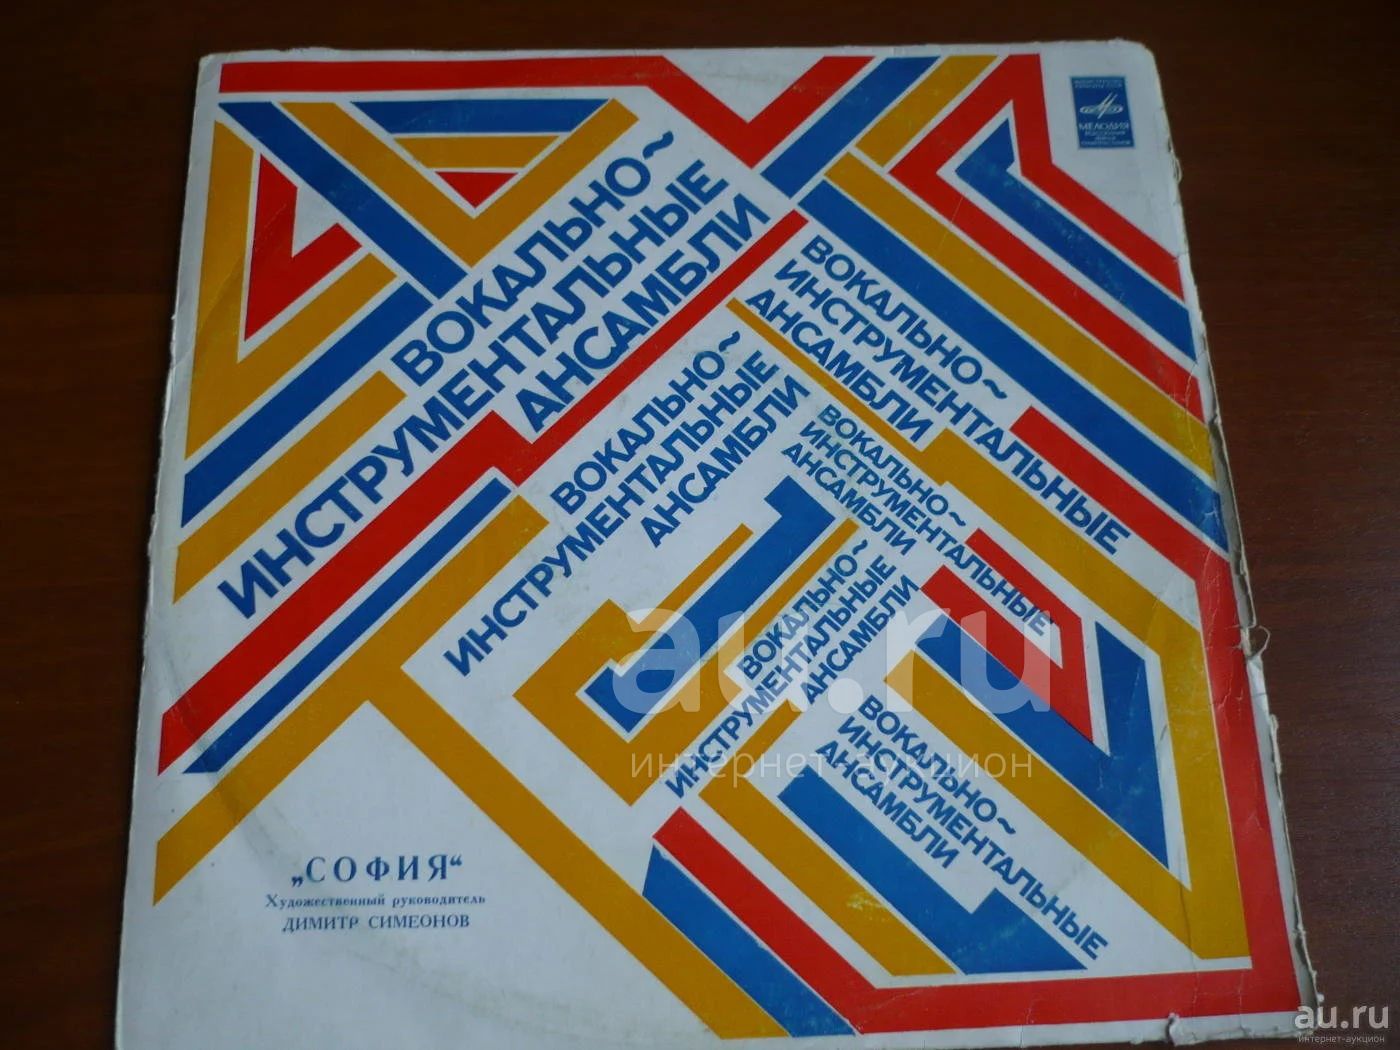 МЕЛОДИЯ
ВОКАЛЬНО~
ИНСТРУМЕНТАЛЬНЫЕ
АНСАМБЛИ
ВОКАЛЬНО~
ИНСТРУМЕНТАЛЬНЫЕ
АНСАМБЛИ
ВОКАЛЬНО~
ИНСТРУМЕНТАЛЬНЫЕ
АНСАМБЛИ
ВОКАЛЬНО~
ИНСТРУМЕНТАЛЬНЫЕ
АНСАМБЛИ
ВОКАЛЬНО~
ИНСТРУМЕНТАЛЬНЫЕ
АНСАМБЛИ
ВОКАЛЬНО~
ИНСТРУМЕНТАЛЬНЫЕ
АНСАМБЛИ
au.ru
интернет-аукцион
„СОФИЯ“
Художественный руководитель
ДИМИТР СИМЕОНОВ
au.ru
интернет-аукцион